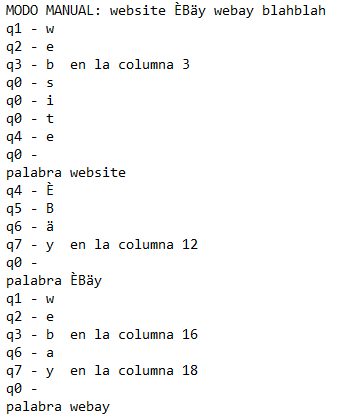 MODO MANUAL: website ÈBäy webay blahblah
q1 - w
q2 - e
q3 - b  en la columna 3
q0 - s
q0 - i
q0 - t
q4 - e
q0 -
palabra website
q4 - È
q5 - B
q6 - ä
q7 - y  en la columna 12
q0 -
palabra ÈBäy
q1 - w
q2 - e
q3 - b  en la columna 16
q6 - a
q7 - y  en la columna 18
q0 -
palabra webay